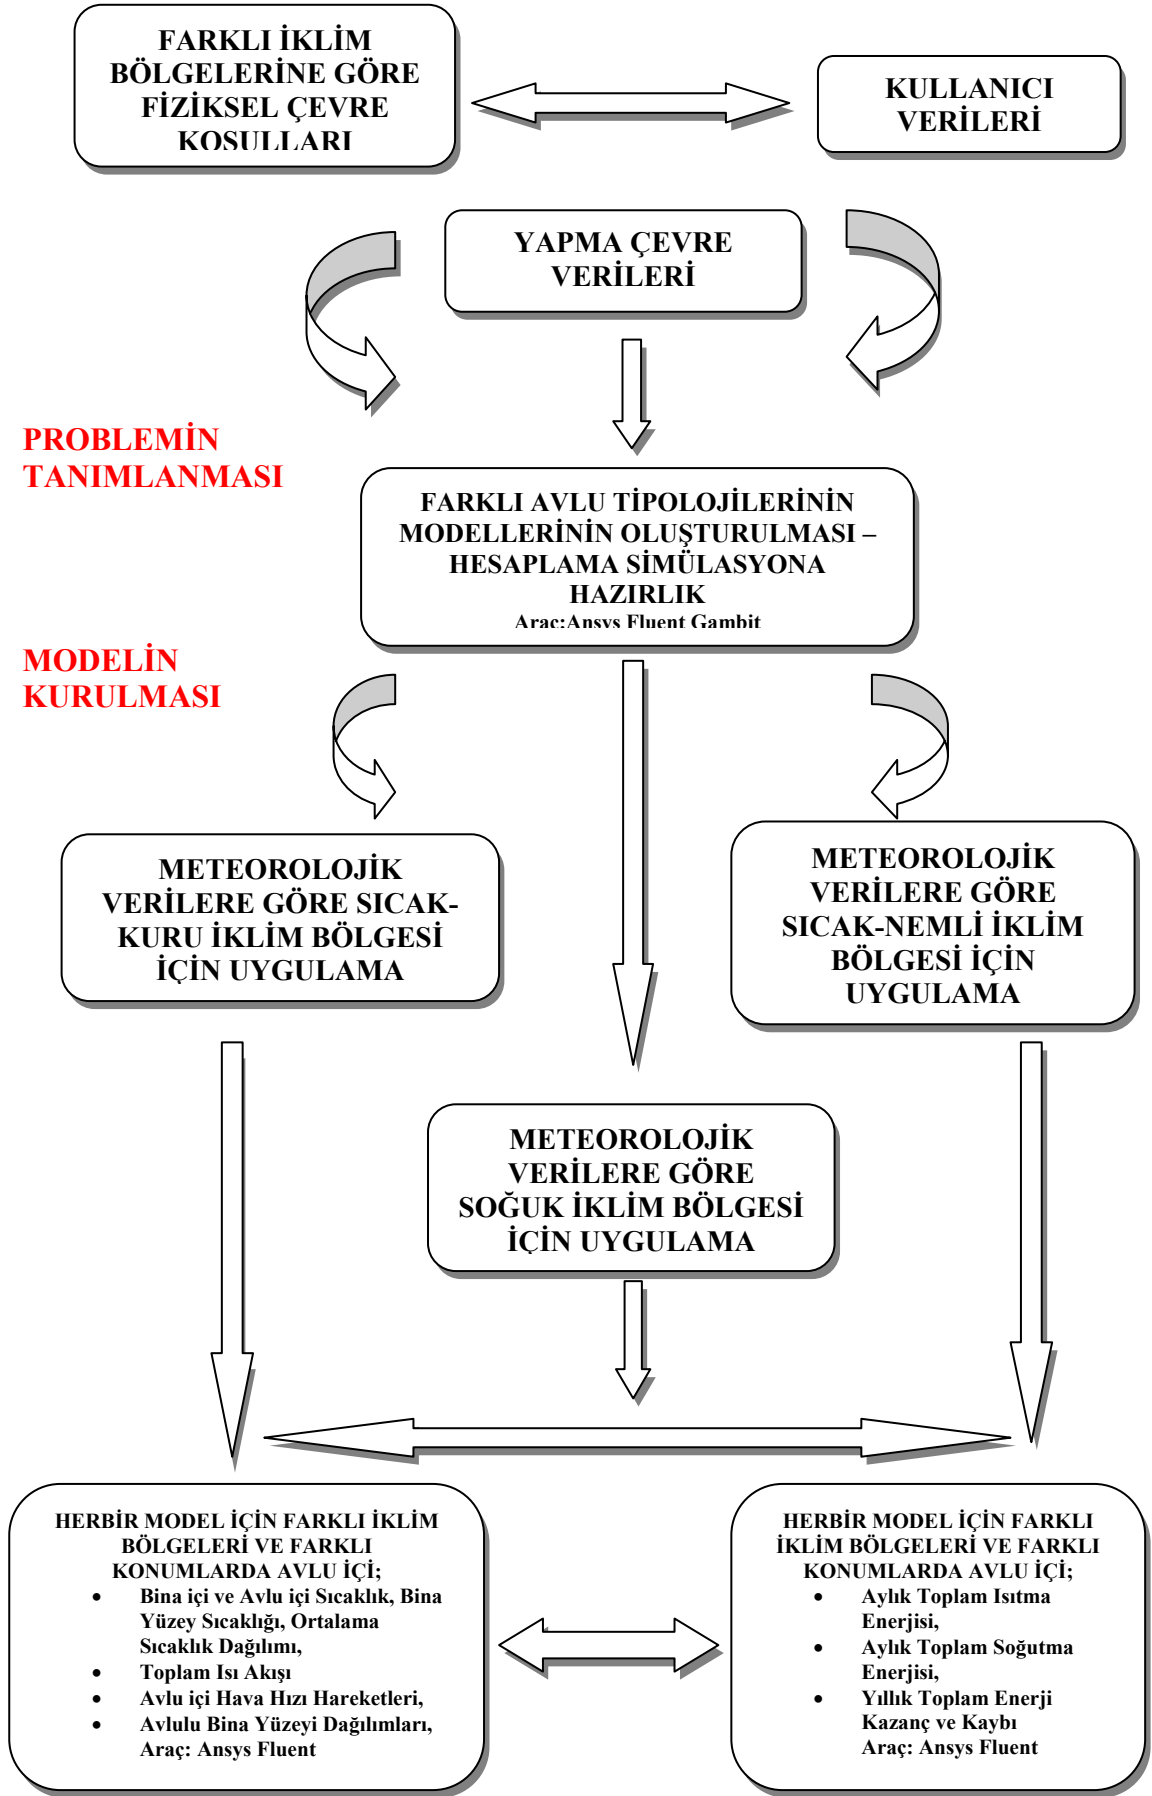 FARKLI İKLİM
BÖLGELERİNE GÖRE
FİZİKSEL ÇEVRE
KOŞULLARI
KULLANICI
VERİLERİ
YAPMA ÇEVRE
VERİLERİ
PROBLEMİN
TANIMLANMASI
FARKLI AVLU TİPOLOJİLERİNİN
MODELLERİNİN OLUŞTURULMASI –
HESAPLAMA SİMÜLASYONA
HAZIRLIK
Araç:Ansys Fluent Gambit
MODELİN
KURULMASI
METEOROLOJİK
VERİLERE GÖRE SICAK-
KURU İKLİM BÖLGESİ
İÇİN UYGULAMA
METEOROLOJİK
VERİLERE GÖRE
SICAK-NEMLİ İKLİM
BÖLGESİ İÇİN
UYGULAMA
METEOROLOJİK
VERİLERE GÖRE
SOĞUK İKLİM BÖLGESİ
İÇİN UYGULAMA
HERBİR MODEL İÇİN FARKLI İKLİM
BÖLGELERİ VE FARKLI
KONUMLARDA AVLU İÇİ;
• Bina içi ve Avlu içi Sıcaklık, Bina
Yüzey Sıcaklığı, Ortalama
Sıcaklık Dağılımı,
• Toplam Isı Akışı
• Avlu içi Hava Hızı Hareketleri,
• Avlulu Bina Yüzeyi Dağılımları,
Araç: Ansys Fluent
HERBİR MODEL İÇİN FARKLI
İKLİM BÖLGELERİ VE FARKLI
KONUMLARDA AVLU İÇİ;
• Aylık Toplam Isıtma
Enerjisi,
• Aylık Toplam Soğutma
Enerjisi,
• Yıllık Toplam Enerji
Kazanç ve Kaybı
Araç: Ansys Fluent